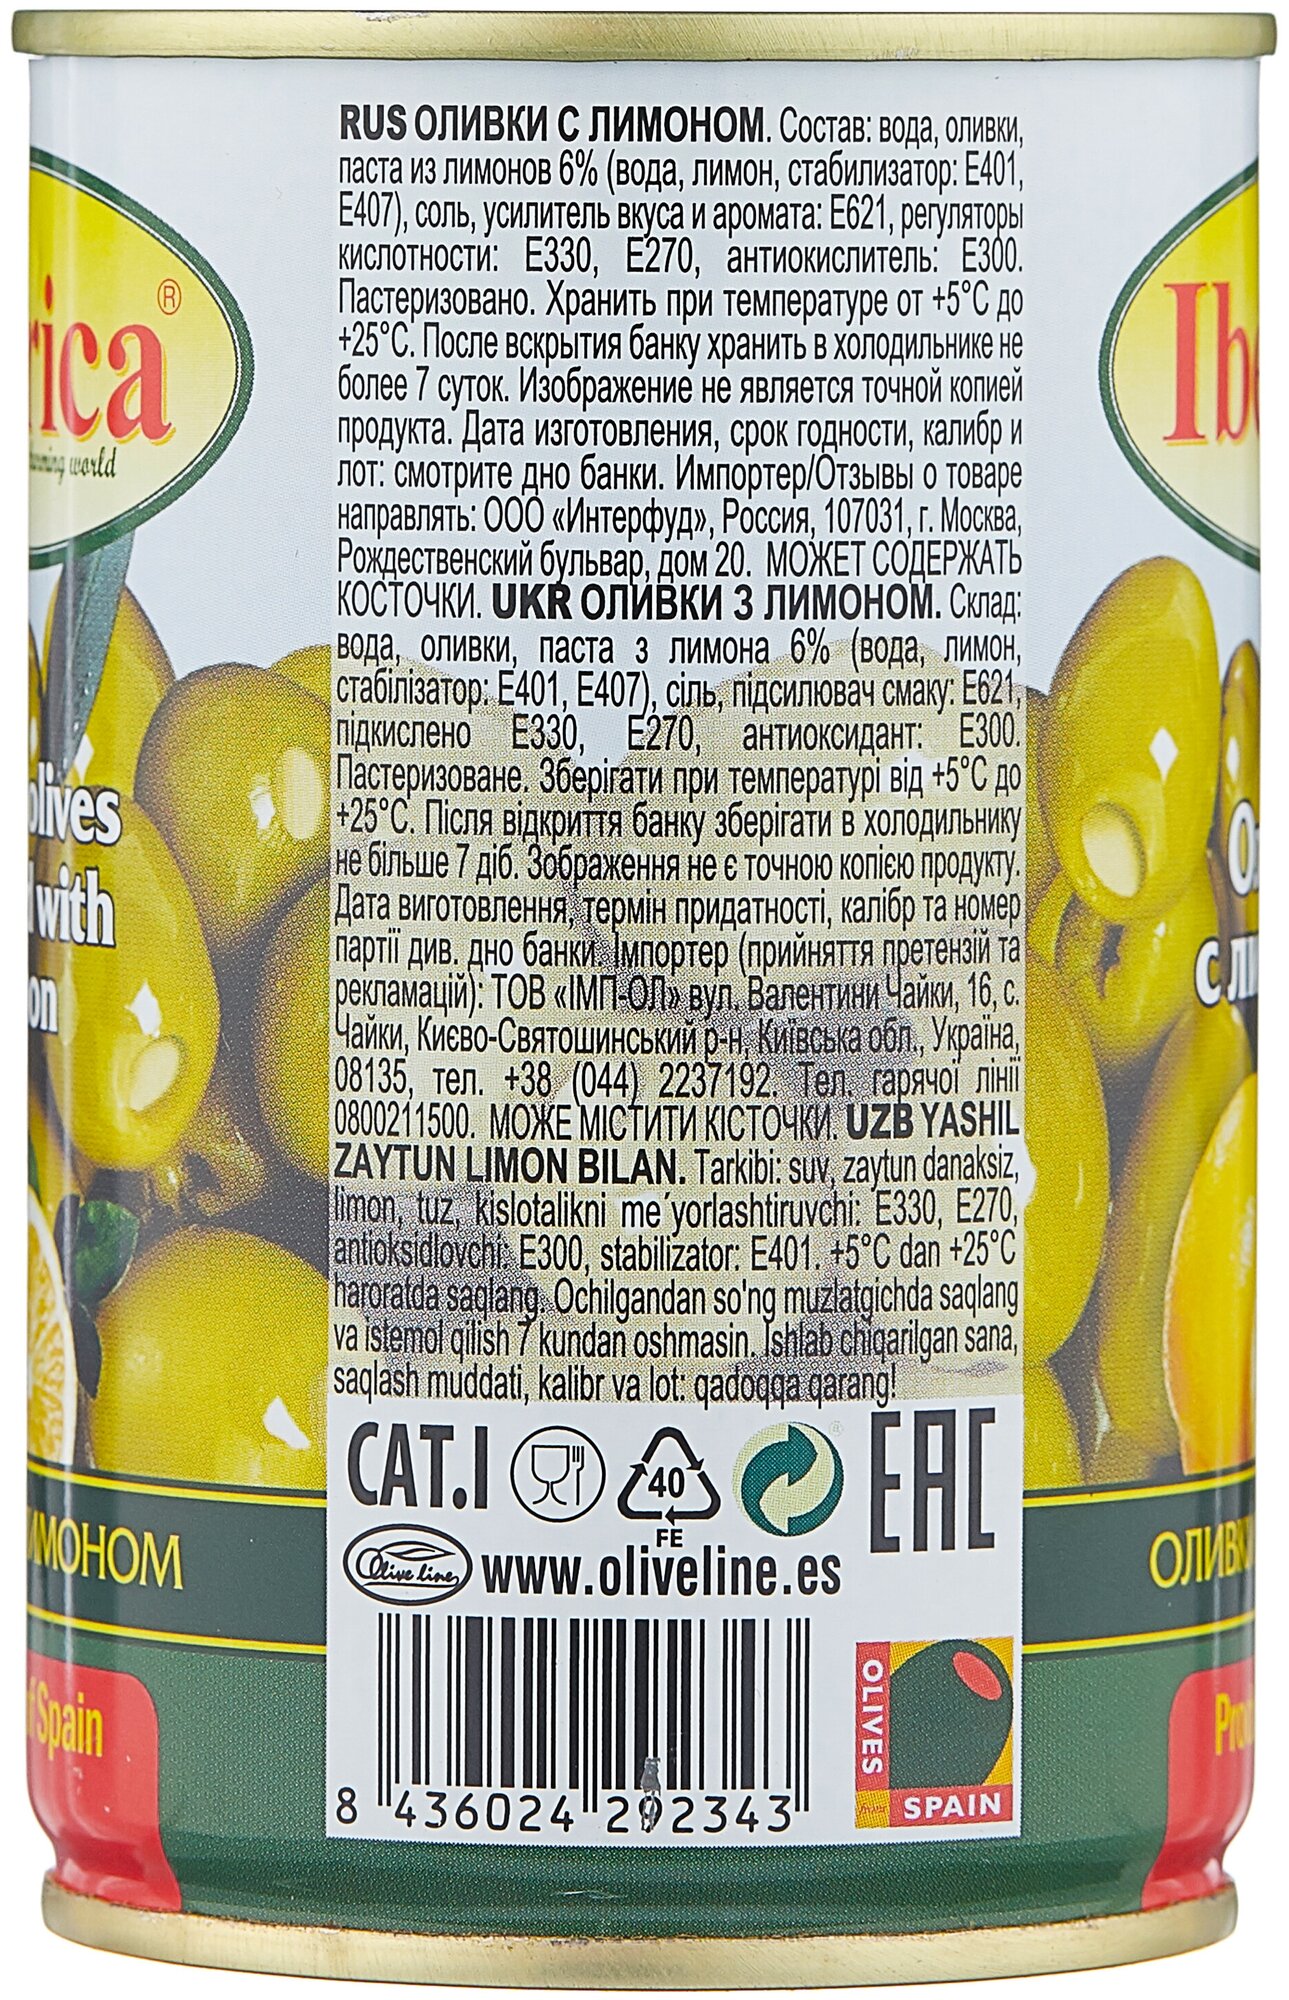 RUS ОЛИВКИ С ЛИМОНОМ. Состав: вода, оливки,
паста из лимонов 6% (вода, лимон, стабилизатор: Е401,
Е407), соль, усилитель вкуса и аромата: Е621, регуляторы
кислотности: Е330, Е270, антиокислитель: Е300.
Пастеризовано. Хранить при температуре от +5°С до
+25°С. После вскрытия банку хранить в холодильнике не
более 7 суток. Изображение не является точной копией
продукта. Дата изготовления, срок годности, калибр и
лот: смотрите дно банки. Импортер/Отзывы о товаре
направлять: ООО «Интерфуд», Россия, 107031, г. Москва,
Рождественский бульвар, дом 20. МОЖЕТ СОДЕРЖАТЬ
КОСТОЧКИ. UKR ОЛИВКИ З ЛИМОНОМ. Склад:
вода, оливки, паста з лимона 6% (вода, лимон,
стабілізатор: Е401, Е407), сіль, підсилювач смаку: Е621,
підкислено Е330, Е270, антиоксидант: Е300.
Пастеризоване. Зберігати при температурі від +5°С до
+25°С. Після відкриття банку зберігати в холодильнику
не більше 7 діб. Зображення не є точною копією продукту.
Дата виготовлення, термін придатності, калібр та номер
партії див. дно банки. Імпортер (прийняття претензій та
рекламацій): ТОВ «ІМП-ОЛ» вул. Валентини Чайки, 16, с.
Чайки, Києво-Святошинський р-н, Київська обл., Україна,
08135, тел. +38 (044) 2237192. Тел. гарячої лінії
0800211500. МОЖЕ МІСТИТИ КІСТОЧКИ. UZB YASHIL
ZAYTUN LIMON BILAN. Tarkibi: suv, zaytun danaksiz,
limon, tuz, kislotalikni me´yorlashtiruvchi: E330, E270,
antioksidlovchi: E300, stabilizator: E401. +5°C dan +25°C
haroratda saqlang. Ochilgandan so'ng muzlatgichda saqlang
va istemol qilish 7 kundan oshmasin. Ishlab chiqarilgan sana,
saqlash muddati, kalibr va lot: qadoqqa qarang!
CAT.I 40 FE EAC
Olive line www.oliveline.es
8 436024 292343
OLIVES
from SPAIN
rica®
world
olives
with
on
ИМОНОМ
Spain
Ibe
с ли
ОЛИВКИ